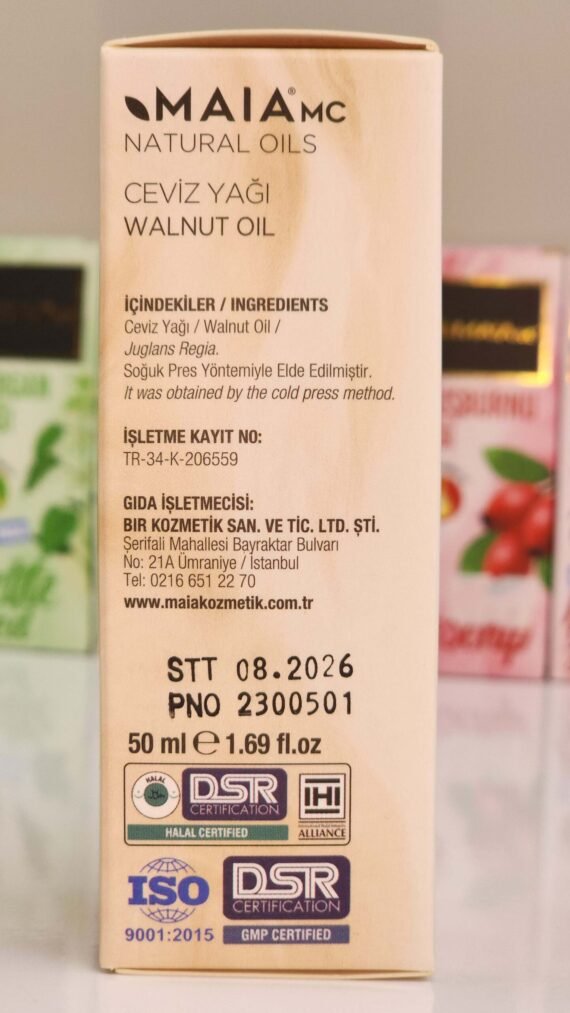 MAIA® MC
NATURAL OILS
CEVİZ YAĞI
WALNUT OIL
İÇİNDEKİLER / INGREDIENTS
Ceviz Yağı / Walnut Oil /
Juglans Regia.
Soğuk Pres Yöntemiyle Elde Edilmiştir.
It was obtained by the cold press method.
İŞLETME KAYIT NO:
TR-34-K-206559
GIDA İŞLETMECİSİ:
BIR KOZMETİK SAN. VE TİC. LTD. ŞTİ.
Şerifali Mahallesi Bayraktar Bulvarı
No: 21A Ümraniye / İstanbul
Tel: 0216 651 22 70
www.maiakozmetik.com.tr
STT 08.2026
PNO 2300501
50 ml ℮ 1.69 fl.oz
HALAL
DSR
CERTIFICATION
HALAL CERTIFIED
IHI
ALLIANCE
ISO
9001:2015
DSR
CERTIFICATION
GMP CERTIFIED